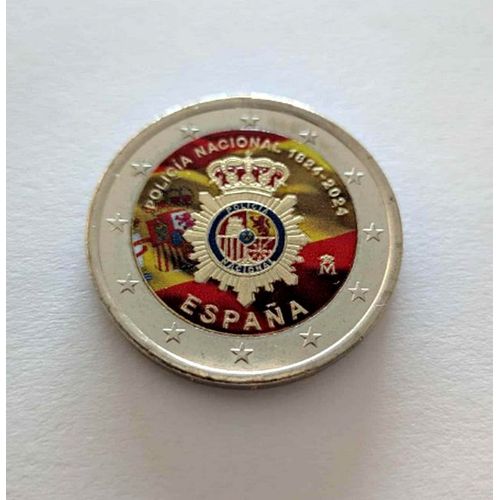 POLICÍA NACIONAL 1824-2024
POLICIA
NACIONAL
M
ESPAÑA